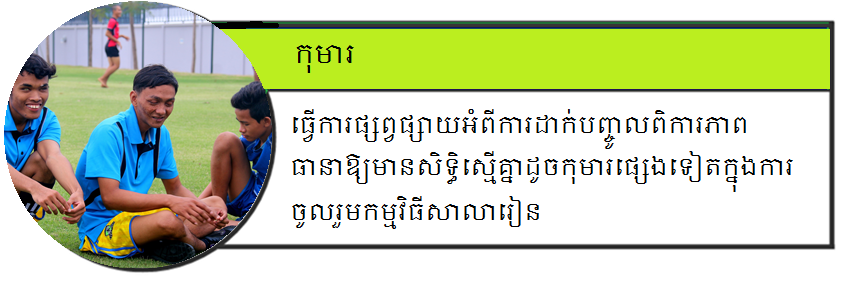 កុមារ
ធ្វើការផ្សព្វផ្សាយអំពីការដាក់បញ្ចូលពិការភាព
ធានាឱ្យមានសិទ្ធិស្មើគ្នាដូចកុមារផ្សេងទៀតក្នុងការ
ចូលរួមកម្មវិធីសាលារៀន